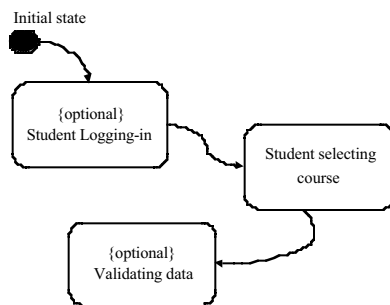 Initial state
{optional}
Student Logging-in
Student selecting
course
{optional}
Validating data